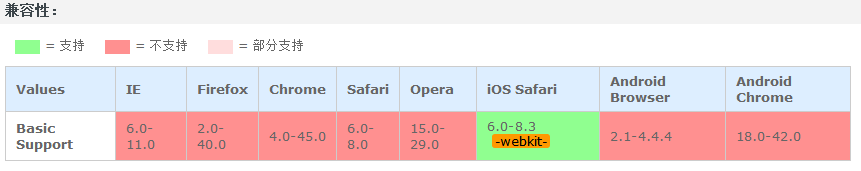 兼容性：
= 支持 = 不支持 = 部分支持
Values IE Firefox Chrome Safari Opera iOS Safari Android Browser Android Chrome
Basic Support 6.0-11.0 2.0-40.0 4.0-45.0 6.0-8.0 15.0-29.0 6.0-8.3 -webkit- 2.1-4.4.4 18.0-42.0